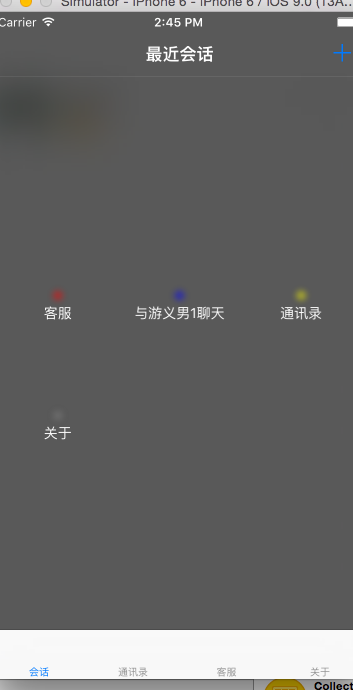 Simulator - iPhone 6 - iPhone 6 / iOS 9.0 (13A...
Carrier 2:45 PM
最近会话
客服 与游义男1聊天 通讯录
关于
会话 通讯录 客服 关于
Collect